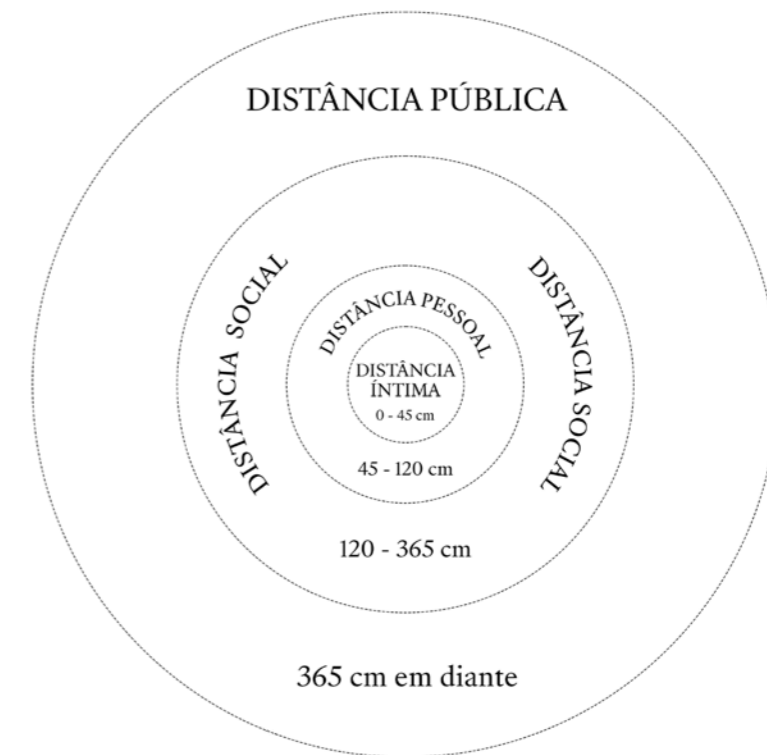 DISTÂNCIA PÚBLICA
DISTÂNCIA SOCIAL
DISTÂNCIA SOCIAL
DISTÂNCIA PESSOAL
DISTÂNCIA
ÍNTIMA
0 - 45 cm
45 - 120 cm
120 - 365 cm
365 cm em diante